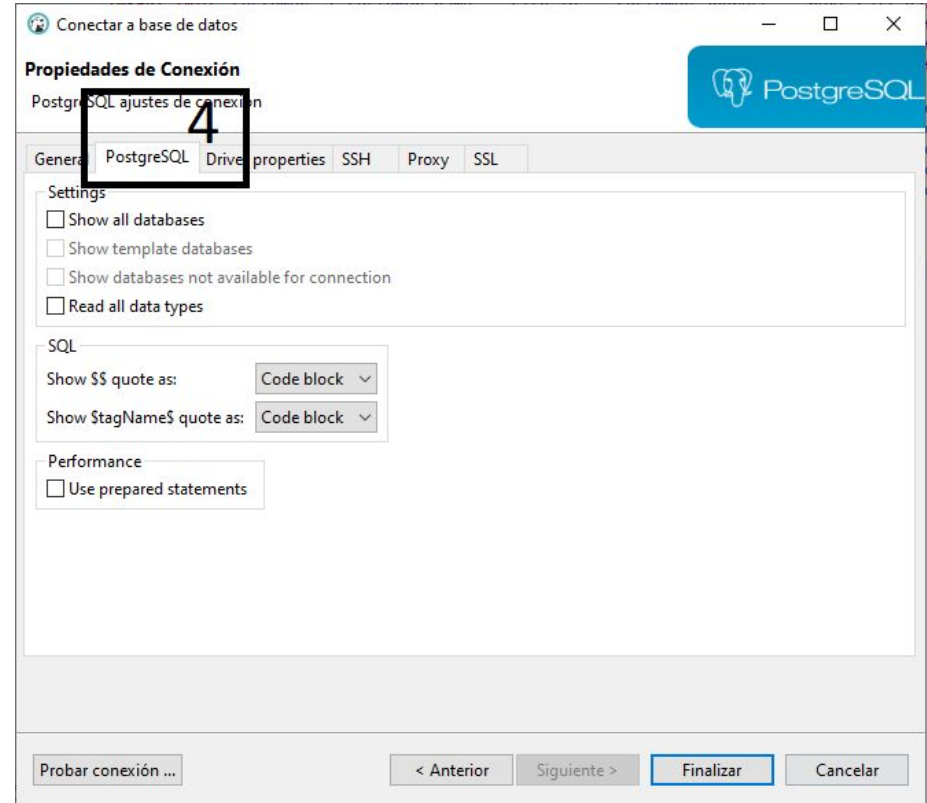 Conectar a base de datos
Propiedades de Conexión
PostgreSQL ajustes de conexión
PostgreSQL
4
General PostgreSQL Driver properties SSH Proxy SSL
Settings
Show all databases
Show template databases
Show databases not available for connection
Read all data types
SQL
Show $$ quote as: Code block
Show $tagName$ quote as: Code block
Performance
Use prepared statements
Probar conexión ... < Anterior Siguiente > Finalizar Cancelar